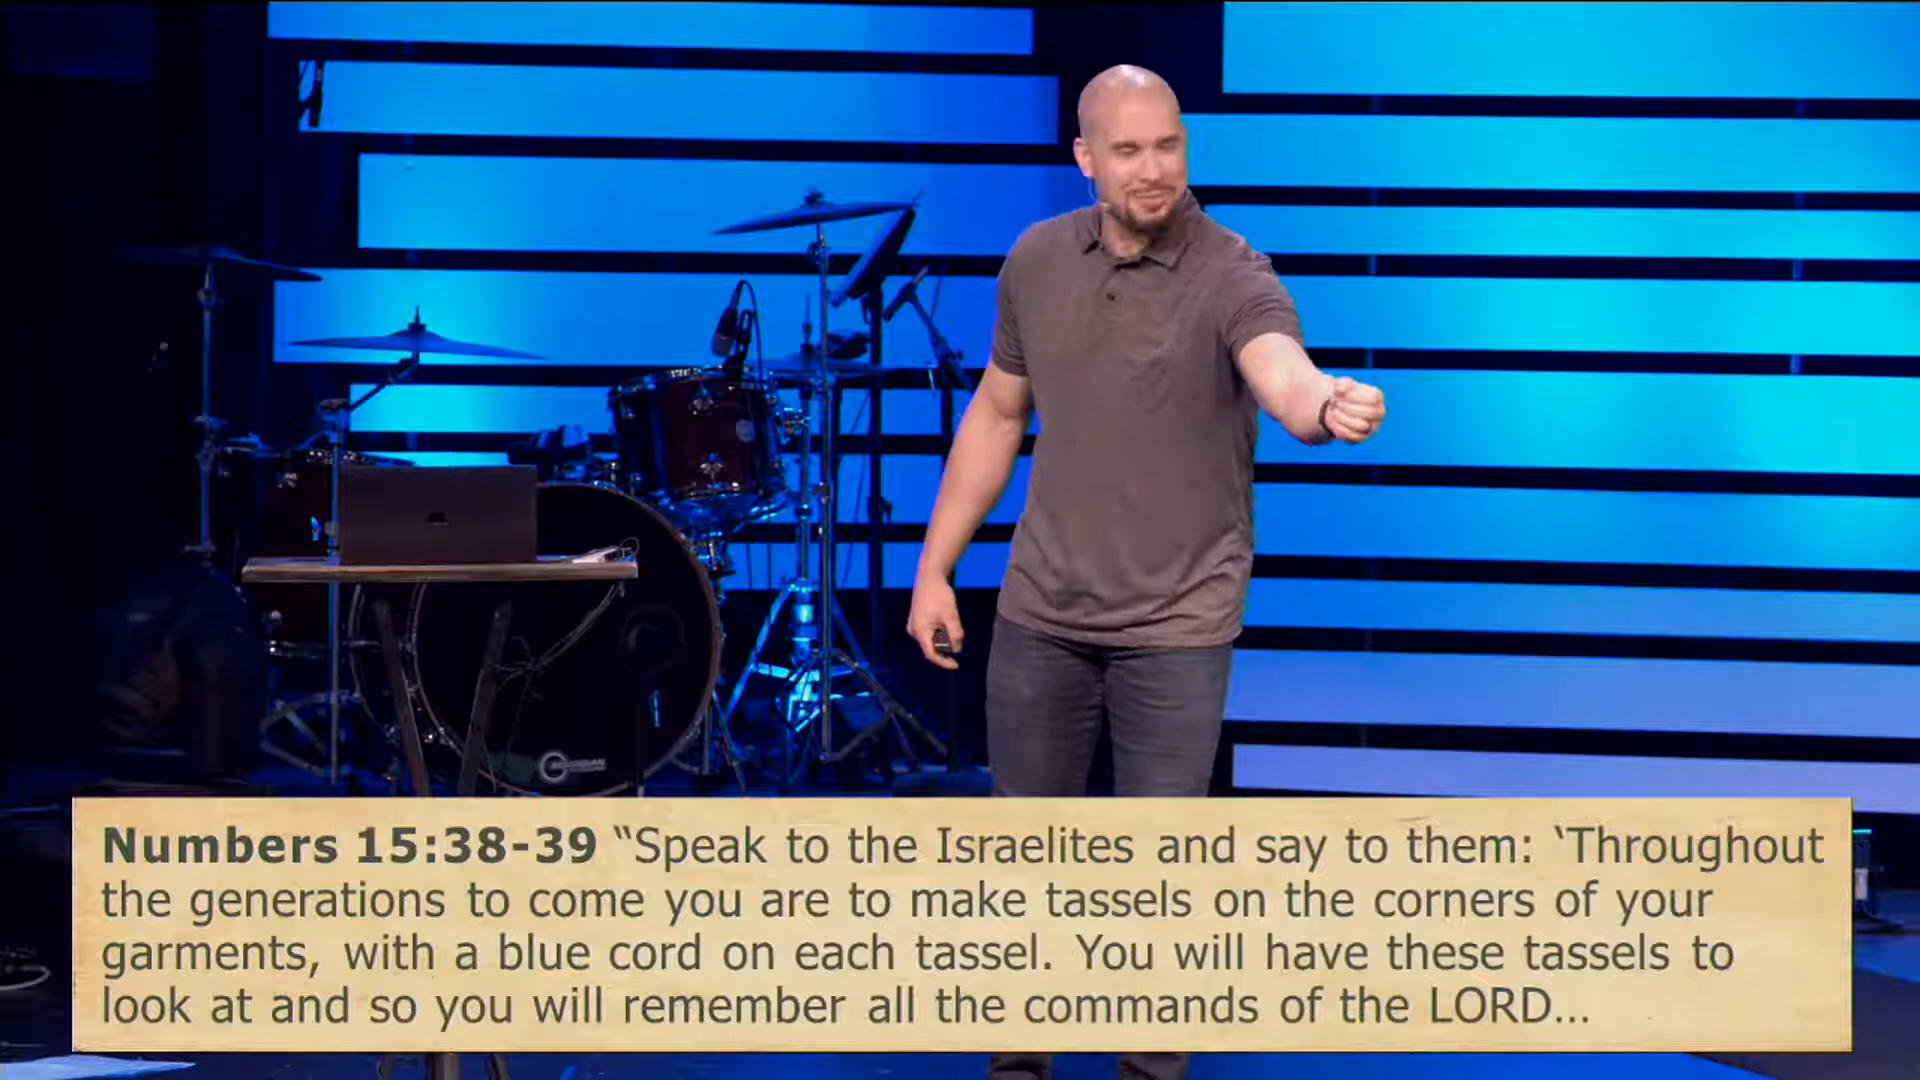 Numbers 15:38-39 “Speak to the Israelites and say to them: ‘Throughout
the generations to come you are to make tassels on the corners of your
garments, with a blue cord on each tassel. You will have these tassels to
look at and so you will remember all the commands of the LORD...